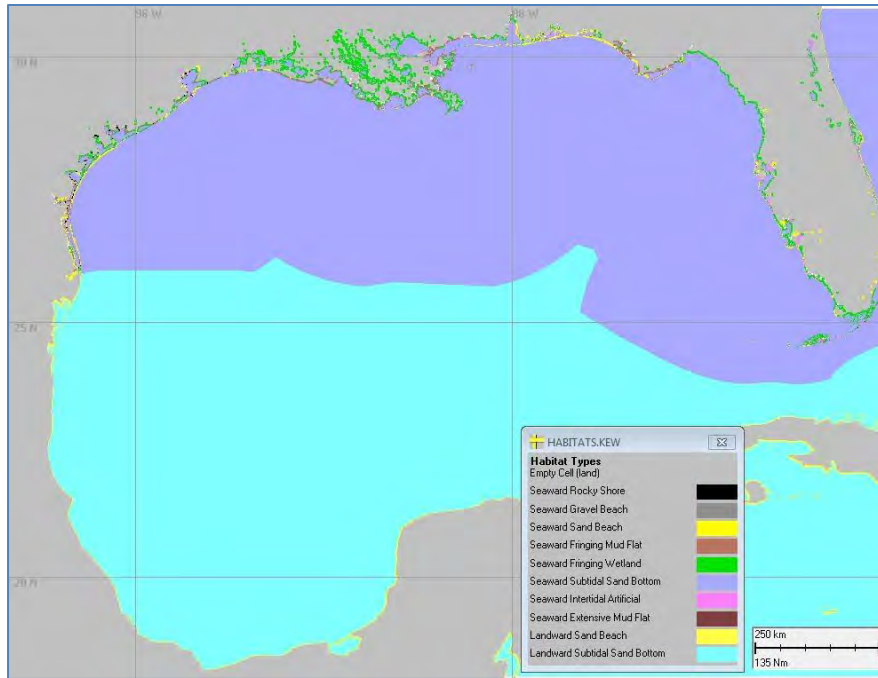 96 W
88 W
30 N
25 N
20 N
HABITATS.KEW
Habitat Types
Empty Cell (land)
Seaward Rocky Shore
Seaward Gravel Beach
Seaward Sand Beach
Seaward Fringing Mud Flat
Seaward Fringing Wetland
Seaward Subtidal Sand Bottom
Seaward Intertidal Artificial
Seaward Extensive Mud Flat
Landward Sand Beach
Landward Subtidal Sand Bottom
250 km
135 Nm